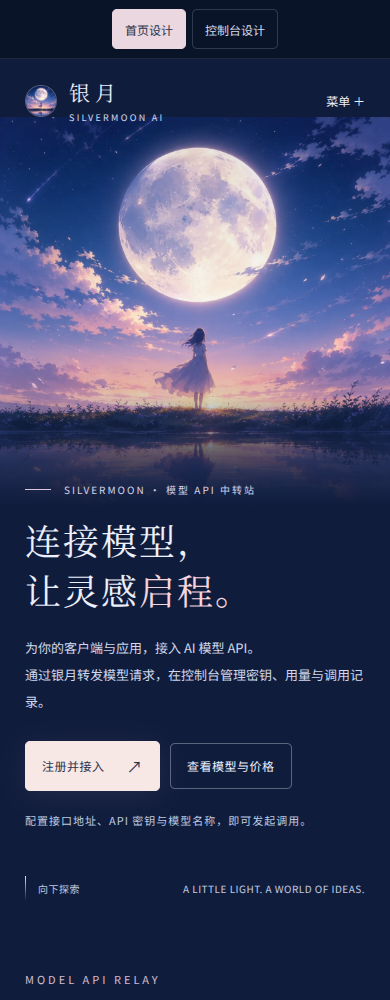 首页设计 控制台设计
银月
SILVERMOON AI
菜单 +
SILVERMOON · 模型 API 中转站
连接模型，
让灵感启程。
为你的客户端与应用，接入 AI 模型 API。
通过银月转发模型请求，在控制台管理密钥、用量与调用记
录。
注册并接入 ↗ 查看模型与价格
配置接口地址、API 密钥与模型名称，即可发起调用。
向下探索 A LITTLE LIGHT. A WORLD OF IDEAS.
MODEL API RELAY